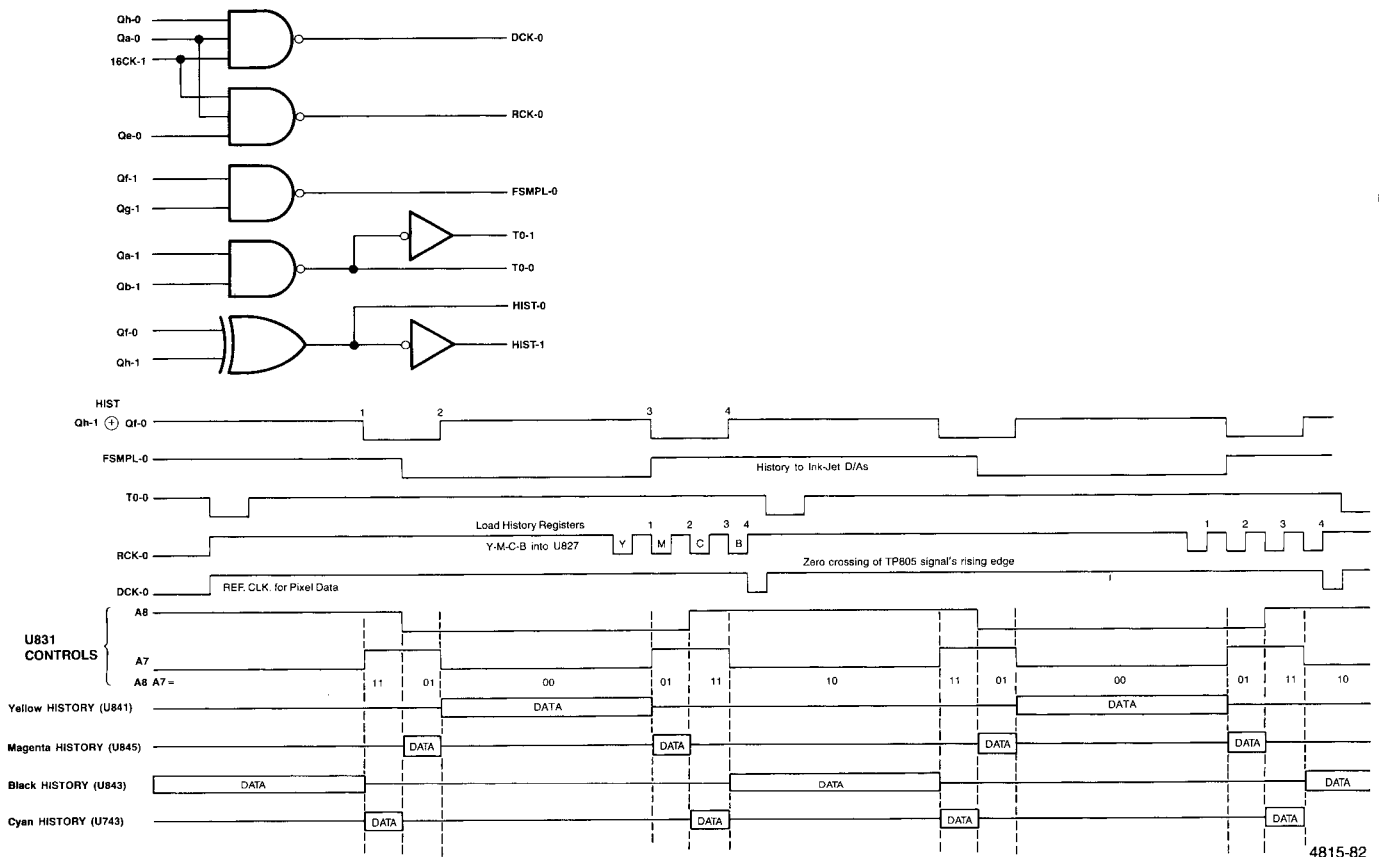 Qh-0
Qa-0
DCK-0
16CK-1
RCK-0
Qe-0
Qf-1
FSMPL-0
Qg-1
T0-1
Qa-1
T0-0
Qb-1
HIST-0
Qf-0
HIST-1
Qh-1
HIST
Qh-1 ⊕ Qf-0
1 2 3 4
FSMPL-0
History to Ink-Jet D/As
T0-0
Load History Registers
1 2 3 4
1 2 3 4
RCK-0
Y-M-C-B into U827
Y M C B
Zero crossing of TP805 signal's rising edge
DCK-0
REF. CLK. for Pixel Data
A8
U831
CONTROLS
A7
A8 A7 =
11 01 00 01 11 10 11 01 00 01 11 10
Yellow HISTORY (U841)
DATA DATA
Magenta HISTORY (U845)
DATA DATA DATA DATA
Black HISTORY (U843)
DATA DATA DATA
Cyan HISTORY (U743)
DATA DATA DATA DATA
4815-82